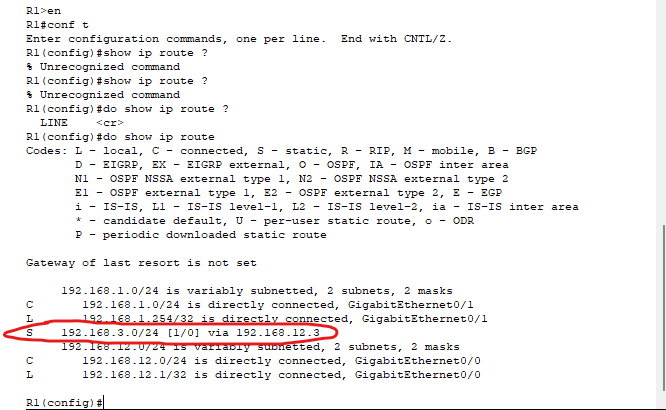 R1>en
R1#conf t
Enter configuration commands, one per line.  End with CNTL/Z.
R1(config)#show ip route ?
% Unrecognized command
R1(config)#show ip route ?
% Unrecognized command
R1(config)#do show ip route ?
  LINE    <cr>
R1(config)#do show ip route
Codes: L - local, C - connected, S - static, R - RIP, M - mobile, B - BGP
       D - EIGRP, EX - EIGRP external, O - OSPF, IA - OSPF inter area
       N1 - OSPF NSSA external type 1, N2 - OSPF NSSA external type 2
       E1 - OSPF external type 1, E2 - OSPF external type 2, E - EGP
       i - IS-IS, L1 - IS-IS level-1, L2 - IS-IS level-2, ia - IS-IS inter area
       * - candidate default, U - per-user static route, o - ODR
       P - periodic downloaded static route
Gateway of last resort is not set
     192.168.1.0/24 is variably subnetted, 2 subnets, 2 masks
C       192.168.1.0/24 is directly connected, GigabitEthernet0/1
L       192.168.1.254/32 is directly connected, GigabitEthernet0/1
S    192.168.3.0/24 [1/0] via 192.168.12.3
     192.168.12.0/24 is variably subnetted, 2 subnets, 2 masks
C       192.168.12.0/24 is directly connected, GigabitEthernet0/0
L       192.168.12.1/32 is directly connected, GigabitEthernet0/0
R1(config)#